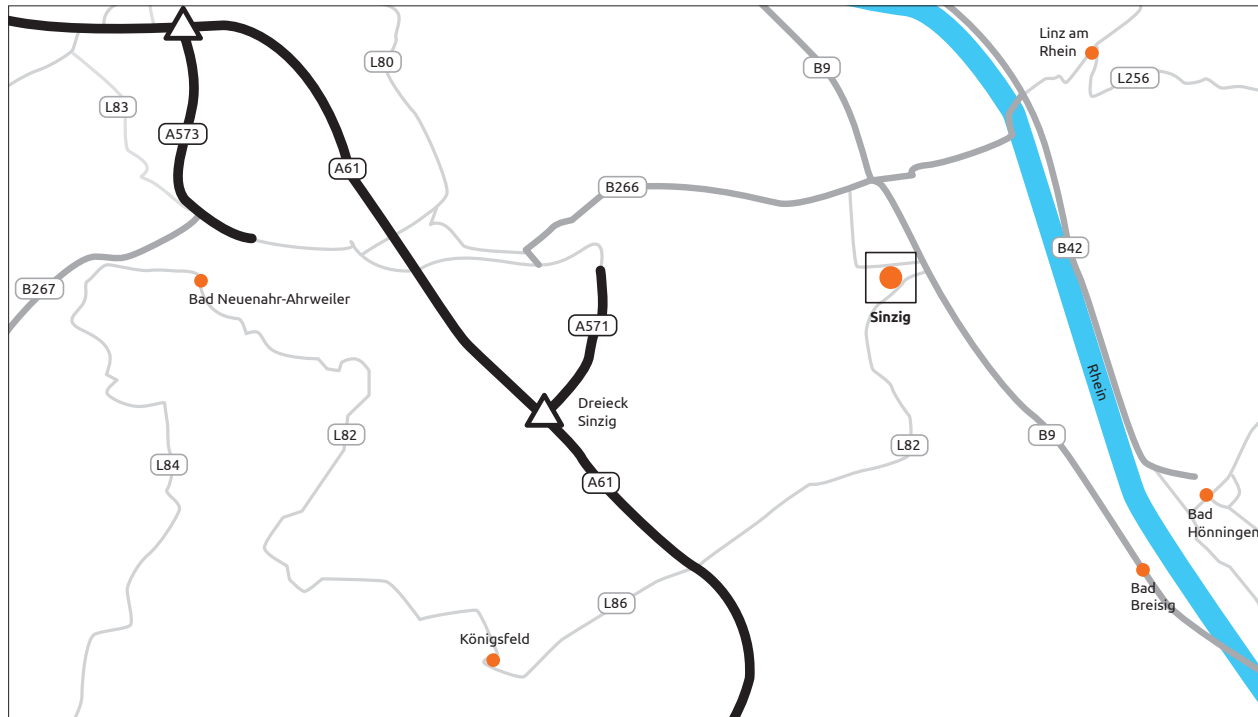 Linz am
Rhein
L80
B9
L256
L83
A573
A61
B266
B42
B267
Bad Neuenahr-Ahrweiler
Sinzig
A571
Rhein
Dreieck
Sinzig
L82
B9
L82
L84
A61
Bad
Hönningen
Bad
Breisig
L86
Königsfeld